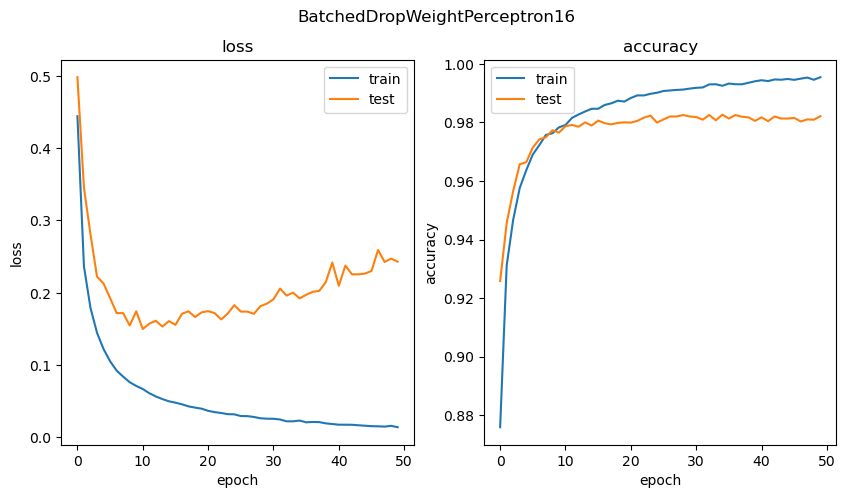 BatchedDropWeightPerceptron16
loss
train
test
0.5
0.4
0.3
0.2
0.1
0.0
loss
0
10
20
30
40
50
epoch
accuracy
train
test
1.00
0.98
0.96
0.94
0.92
0.90
0.88
accuracy
0
10
20
30
40
50
epoch